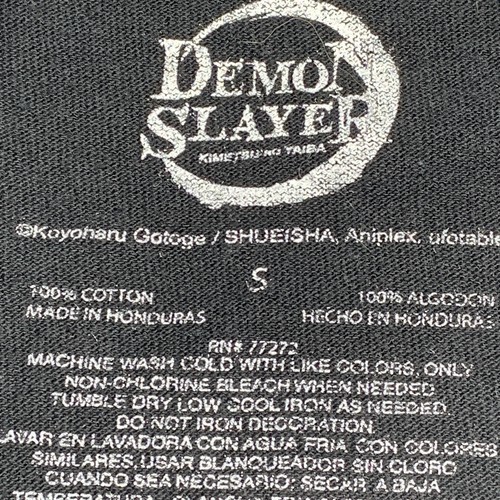 DEMON
SLAYER
KIMETSU NO YAIBA
©Koyoharu Gotoge / SHUEISHA, Aniplex, ufotable
S
100% COTTON
MADE IN HONDURAS
100% ALGODON
HECHO EN HONDURAS
RN# 77272
MACHINE WASH COLD WITH LIKE COLORS, ONLY
NON-CHLORINE BLEACH WHEN NEEDED
TUMBLE DRY LOW COOL IRON AS NEEDED.
DO NOT IRON DECORATION.
LAVAR EN LAVADORA CON AGUA FRIA CON COLORES
SIMILARES, USAR BLANQUEADOR SIN CLORO
CUANDO SEA NECESARIO; SECAR A BAJA
TEMPERATURA